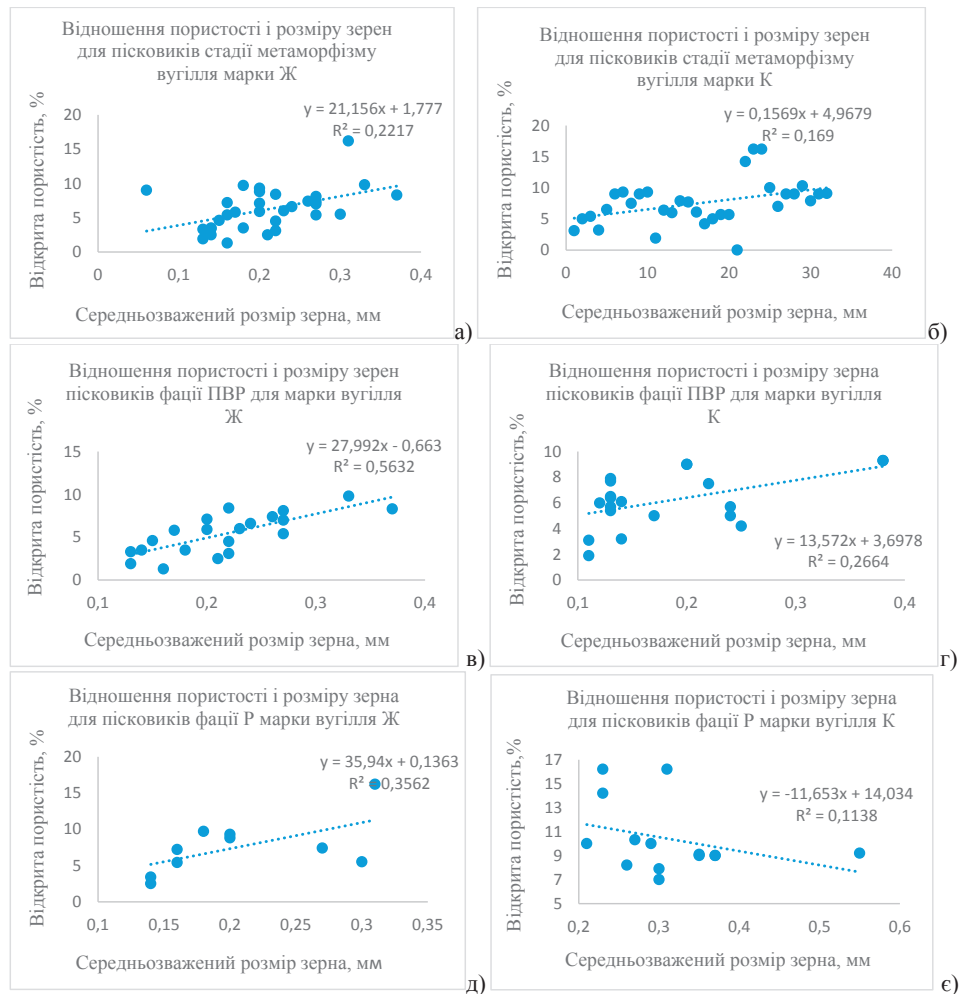 Відношення пористості і розміру зерен
для пісковиків стадії метаморфізму
вугілля марки Ж
y = 21,156x + 1,777
R² = 0,2217
Відкрита пористість, %
20
15
10
5
0
0
0,1
0,2
0,3
0,4
Середньозважений розмір зерна, мм
а)
Відношення пористості і розміру зерен
для пісковиків стадії метаморфізму
вугілля марки К
y = 0,1569x + 4,9679
R² = 0,169
Відкрита пористість, %
20
15
10
5
0
0
10
20
30
40
Середньозважений розмір зерна, мм
б)
Відношення пористості і розміру зерен
пісковиків фації ПВР для марки вугілля
Ж
y = 27,992x - 0,663
R² = 0,5632
Відкрита пористість, %
15
10
5
0
0,1
0,2
0,3
0,4
Середньозважений розмір зерна, мм
в)
Відношення пористості і розміру зерна
пісковиків фації ПВР для марки вугілля
К
y = 13,572x + 3,6978
R² = 0,2664
Відкрита пористість,%
10
8
6
4
2
0
0,1
0,2
0,3
0,4
Середньозважений розмір зерна, мм
г)
Відношення пористості і розміру зерна
для пісковиків фації Р марки вугілля Ж
y = 35,94x + 0,1363
R² = 0,3562
Відкрита пористість, %
20
15
10
5
0
0,1
0,15
0,2
0,25
0,3
0,35
Середньозважений розмір зерна, мм
д)
Відношення пористості і розміру зерна
для пісковиків фації Р марки вугілля К
y = -11,653x + 14,034
R² = 0,1138
Відкрита пористість,%
17
15
13
11
9
7
5
0,2
0,3
0,4
0,5
0,6
Середньозважений розмір зерна, мм
є)